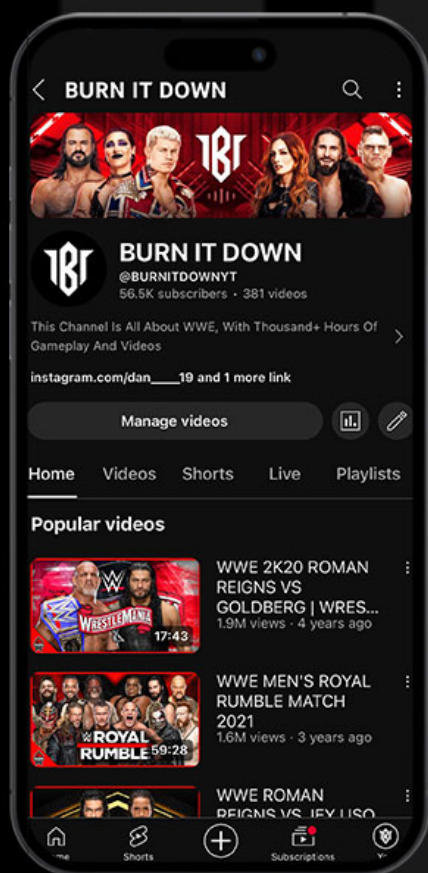 BURN IT DOWN
BURN IT DOWN
@BURNITDOWNYT
56.5K subscribers • 381 videos
This Channel Is All About WWE, With Thousand+ Hours Of
Gameplay And Videos
instagram.com/dan____19 and 1 more link
Manage videos
Home Videos Shorts Live Playlists
Popular videos
WRESTLEMANIA
17:43
WWE 2K20 ROMAN
REIGNS VS
GOLDBERG | WRES...
1.9M views · 4 years ago
ROYAL
RUMBLE
59:28
WWE MEN'S ROYAL
RUMBLE MATCH
2021
1.6M views · 3 years ago
WWE ROMAN
REIGNS VS JEY USO
Shorts
Subscriptions